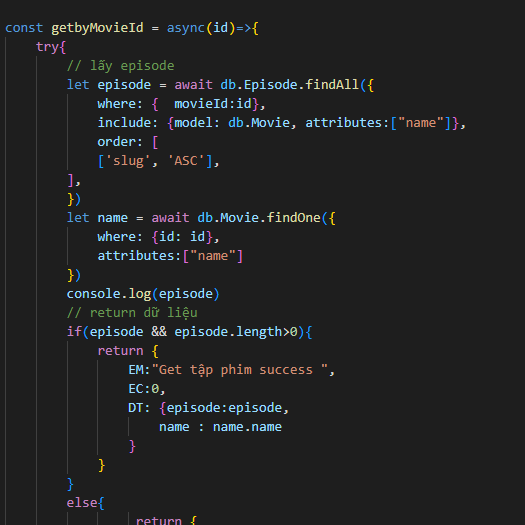 const getbyMovieId = async(id)=>{
try{
// lấy episode
let episode = await db.Episode.findAll({
where: {  movieId:id},
include: {model: db.Movie, attributes:["name"]},
order: [
['slug', 'ASC'],
],
})
let name = await db.Movie.findOne({
where: {id: id},
attributes:["name"]
})
console.log(episode)
// return dữ liệu
if(episode && episode.length>0){
return {
EM:"Get tập phim success ",
EC:0,
DT: {episode:episode,
name : name.name
}
}
}
else{
return {